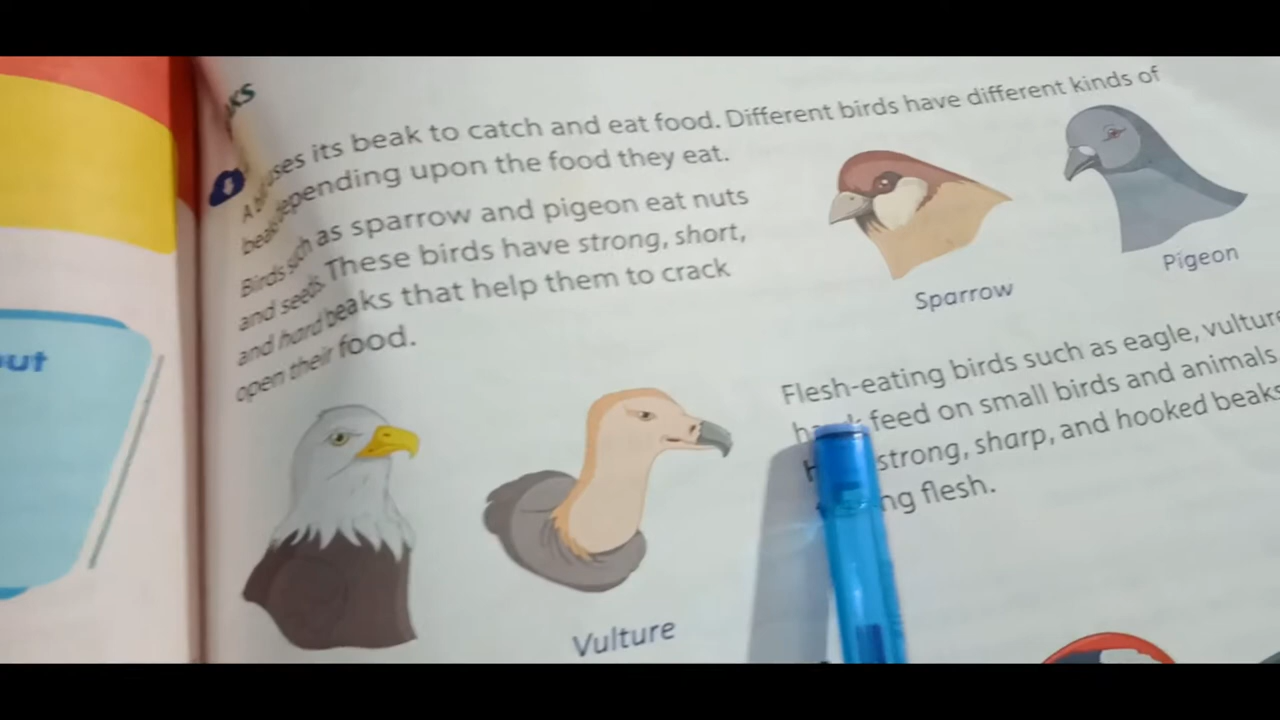 uses its beak to catch and eat food. Different birds have different kinds of
depending upon the food they eat.
Birds such as sparrow and pigeon eat nuts
and seeds. These birds have strong, short,
and hard beaks that help them to crack
open their food.
Sparrow
Pigeon
Flesh-eating birds such as eagle, vulture
feed on small birds and animals
strong, sharp, and hooked beaks
flesh.
Vulture